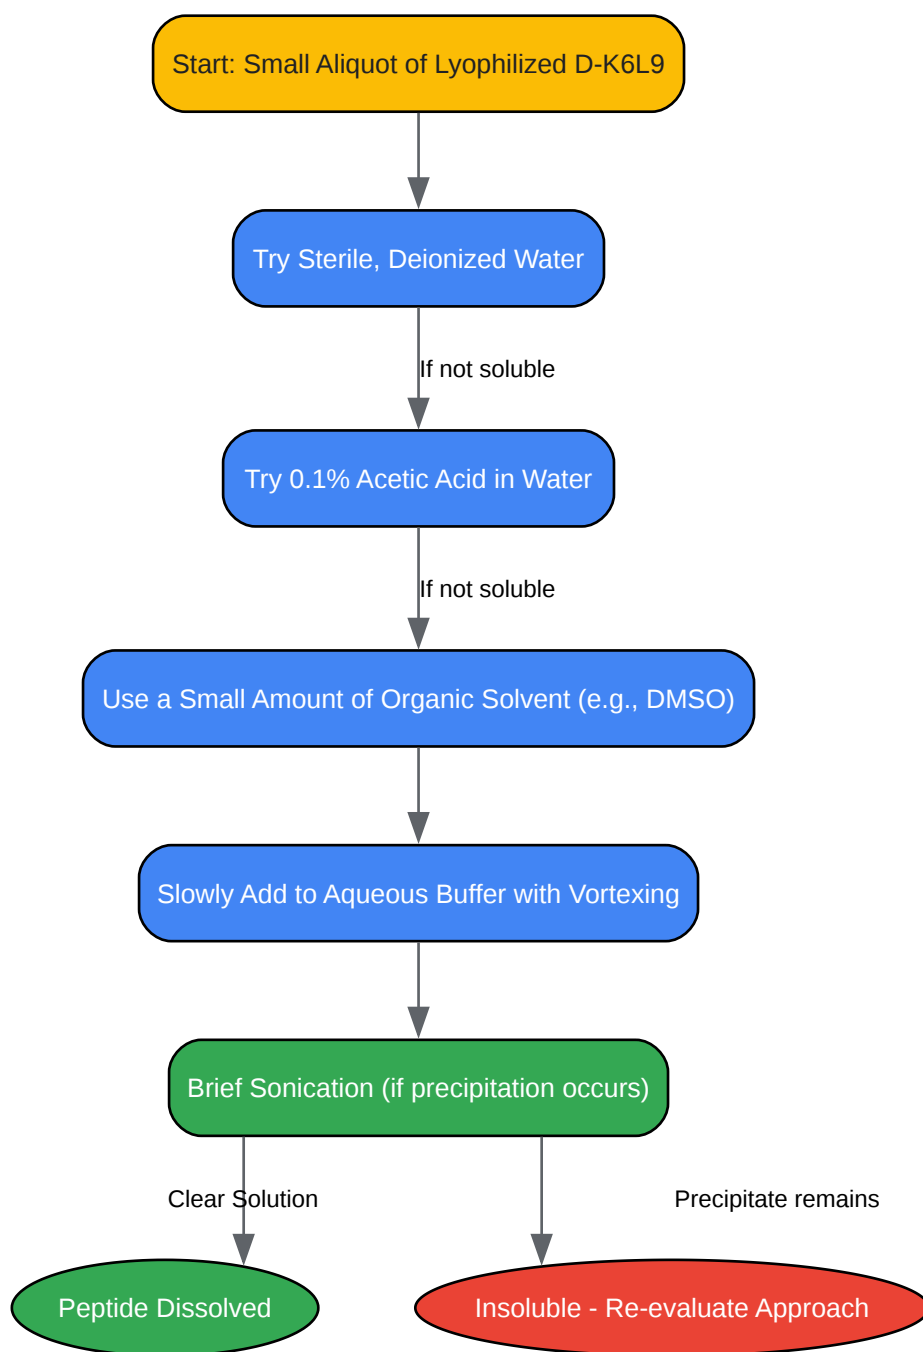 Start: Small Aliquot of Lyophilized D-K6L9
Try Sterile, Deionized Water
If not soluble
Try 0.1% Acetic Acid in Water
If not soluble
Use a Small Amount of Organic Solvent (e.g., DMSO)
Slowly Add to Aqueous Buffer with Vortexing
Brief Sonication (if precipitation occurs)
Clear Solution
Precipitate remains
Peptide Dissolved
Insoluble - Re-evaluate Approach